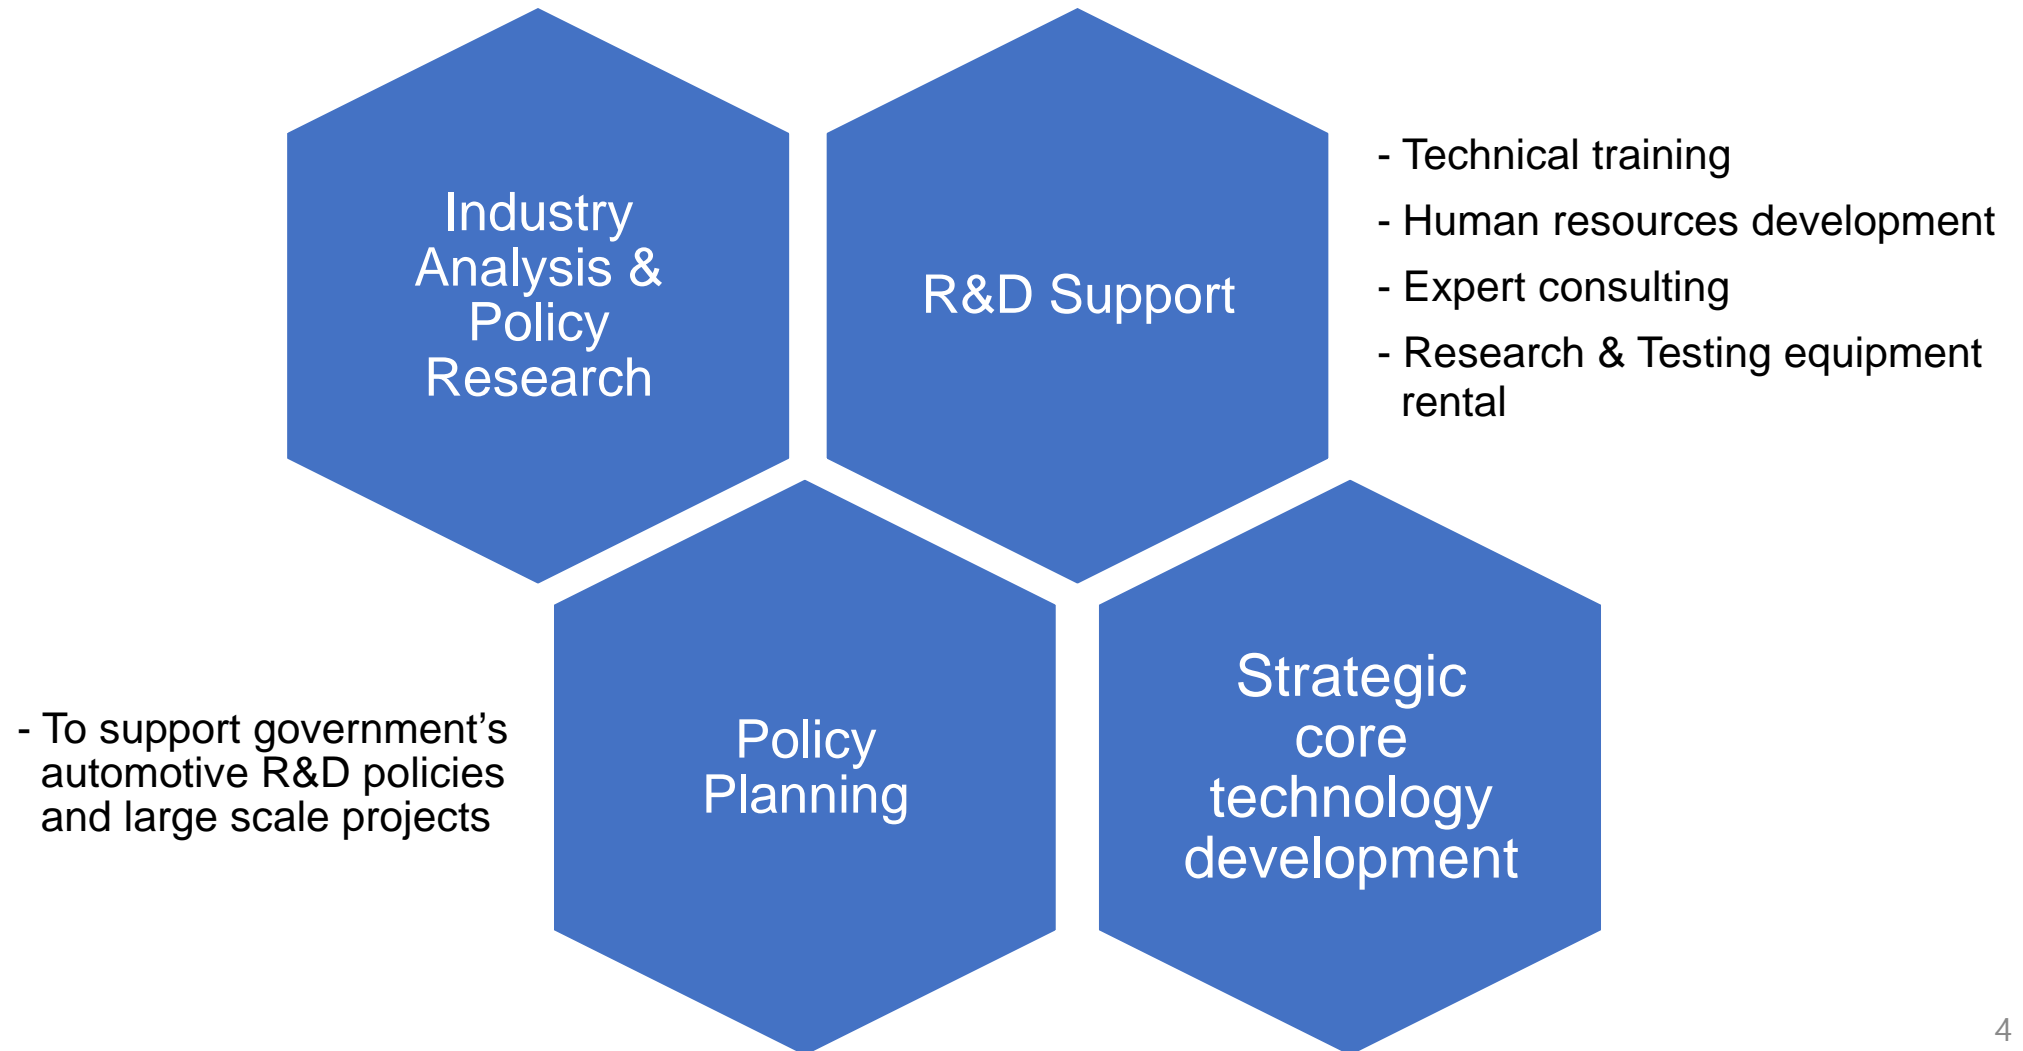 Industry
Analysis &
Policy
Research
R&D Support
- Technical training
- Human resources development
- Expert consulting
- Research & Testing equipment
rental
- To support government’s
automotive R&D policies
and large scale projects
Policy
Planning
Strategic
core
technology
development
4